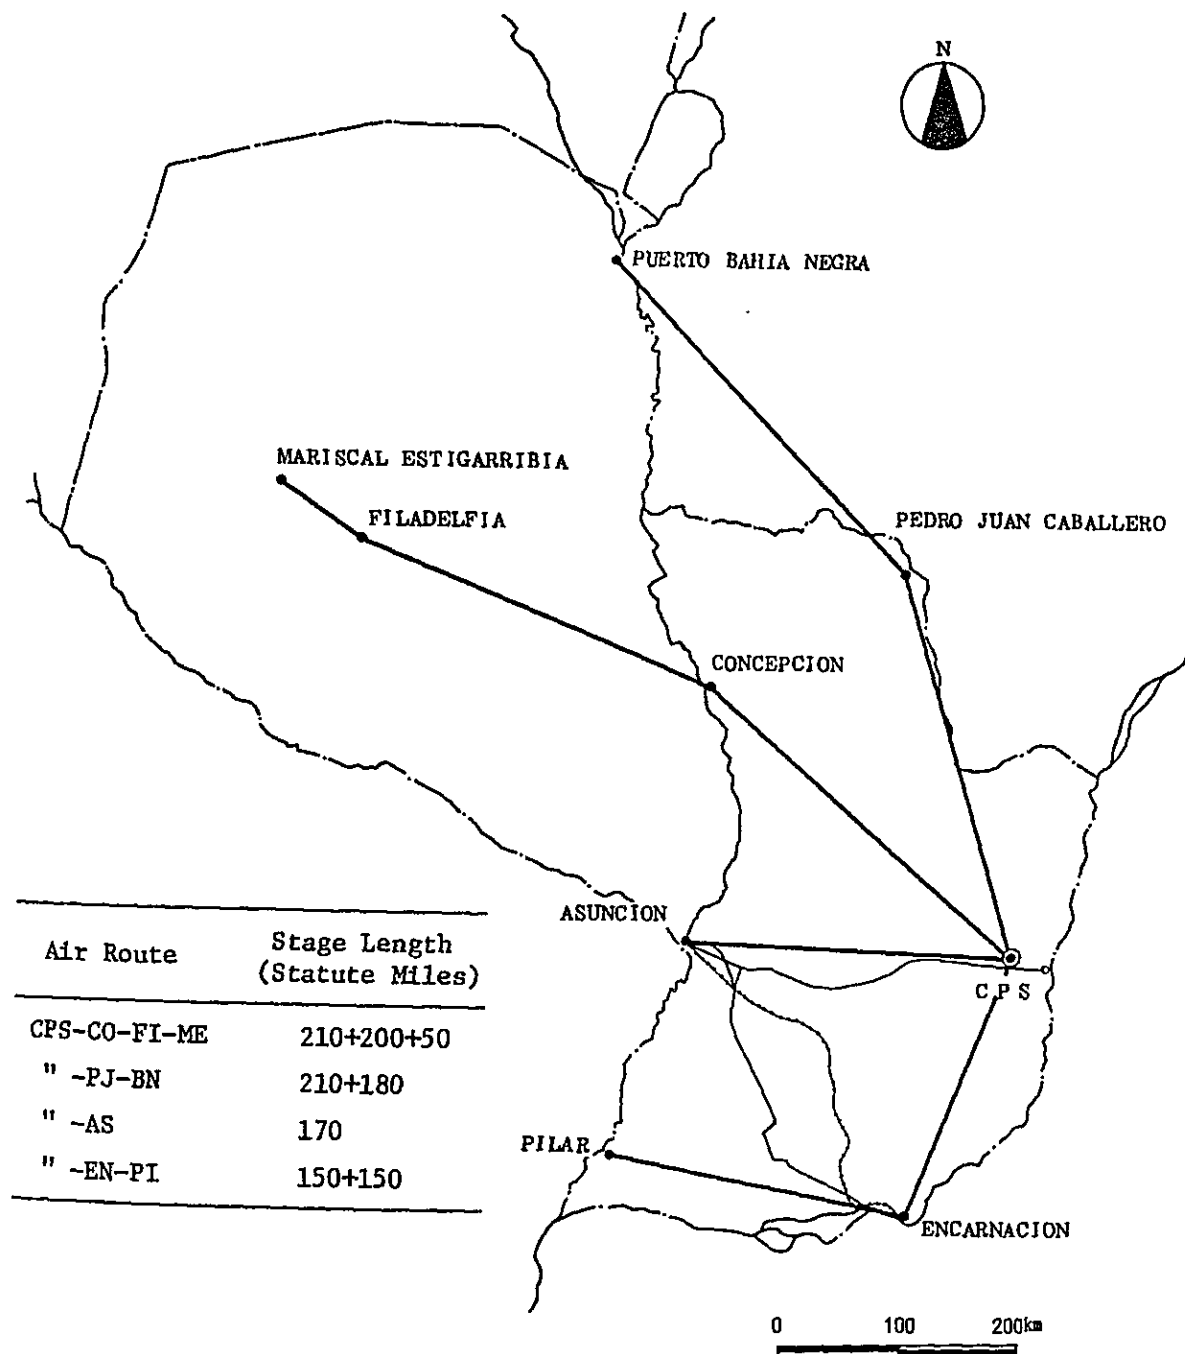 N
PUERTO BAHIA NEGRA
MARISCAL ESTIGARRIBIA
FILADELFIA
PEDRO JUAN CABALLERO
CONCEPCION
ASUNCION
C P S
PILAR
ENCARNACION
Air Route Stage Length (Statute Miles)
CPS-CO-FI-ME 210+200+50
" -PJ-BN 210+180
" -AS 170
" -EN-PI 150+150
0 100 200km